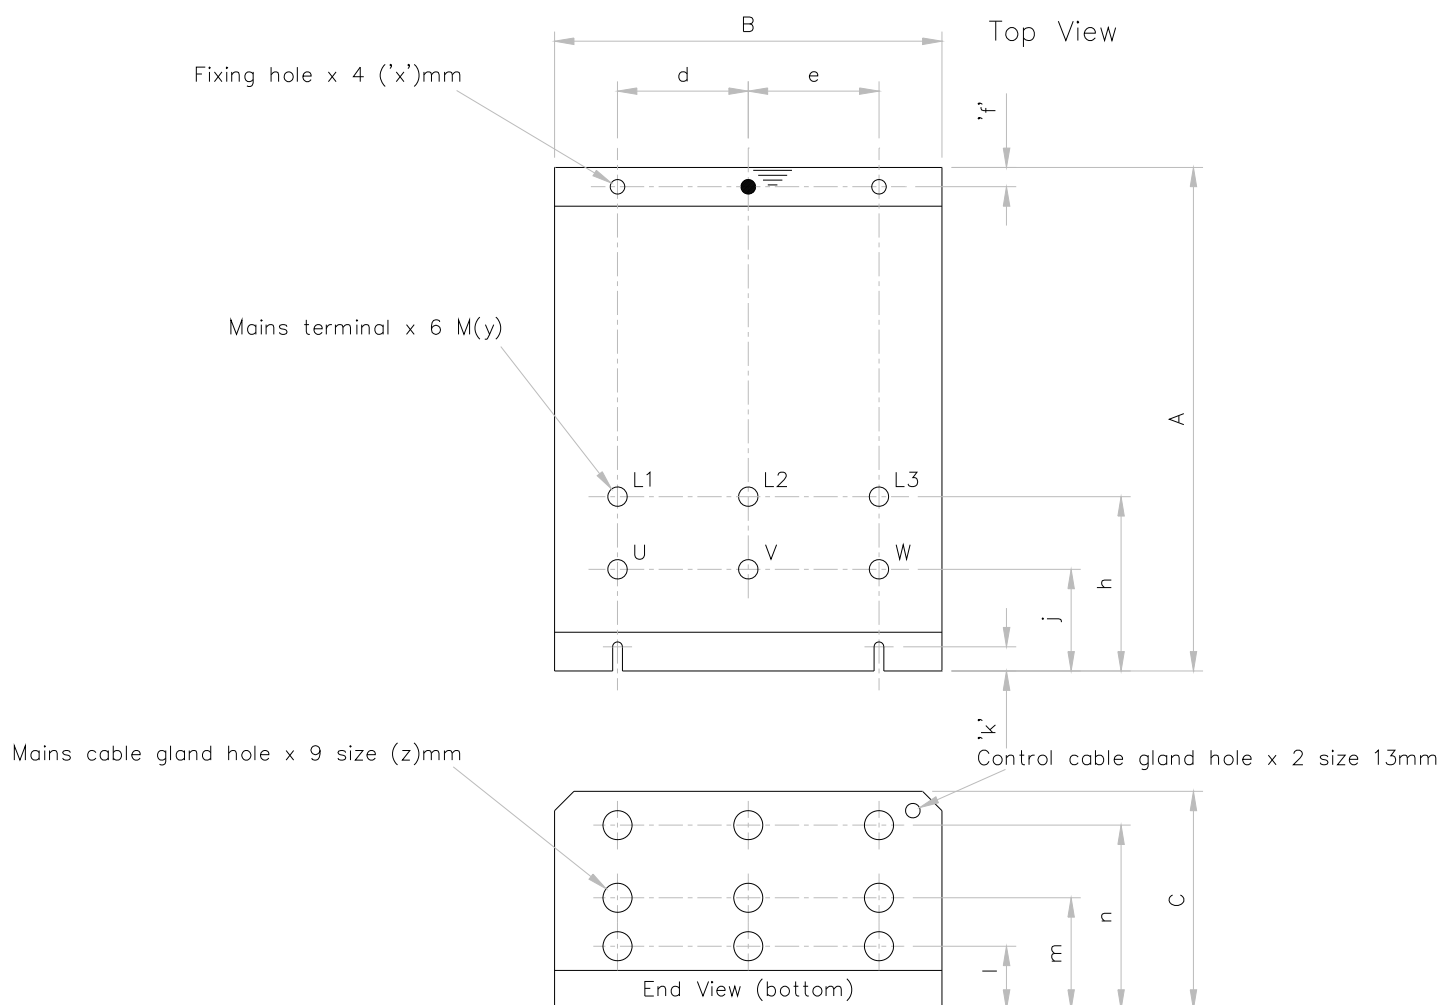 B
Top View
Fixing hole x 4 ('x')mm
d
e
'f'
Mains terminal x 6 M(y)
A
L1
L2
L3
U
V
W
h
j
'k'
Mains cable gland hole x 9 size (z)mm
Control cable gland hole x 2 size 13mm
C
n
m
l
End View (bottom)